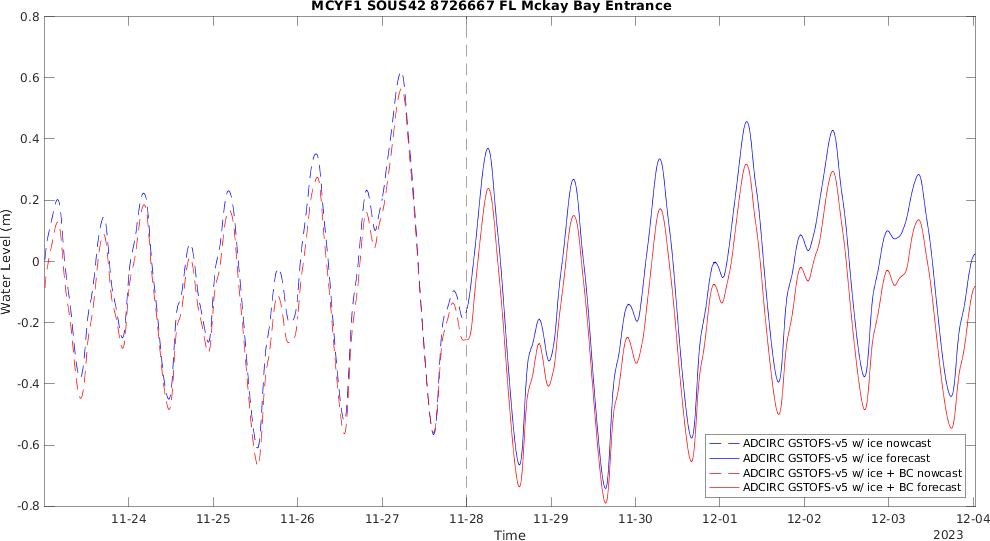 MCYF1 SOUS42 8726667 FL Mckay Bay Entrance
Water Level (m)
0.8
0.6
0.4
0.2
0
-0.2
-0.4
-0.6
-0.8
ADCIRC GSTOFS-v5 w/ ice nowcast
ADCIRC GSTOFS-v5 w/ ice forecast
ADCIRC GSTOFS-v5 w/ ice + BC nowcast
ADCIRC GSTOFS-v5 w/ ice + BC forecast
11-24 11-25 11-26 11-27 11-28 11-29 11-30 12-01 12-02 12-03 12-04
Time
2023